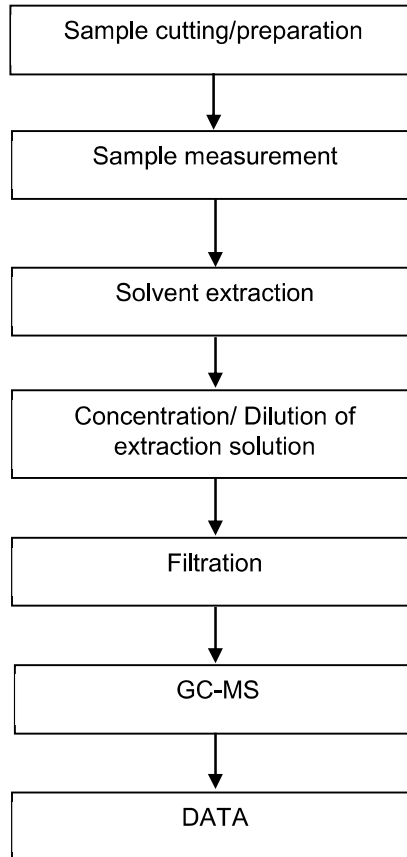 Sample cutting/preparation
Sample measurement
Solvent extraction
Concentration/ Dilution of
extraction solution
Filtration
GC-MS
DATA